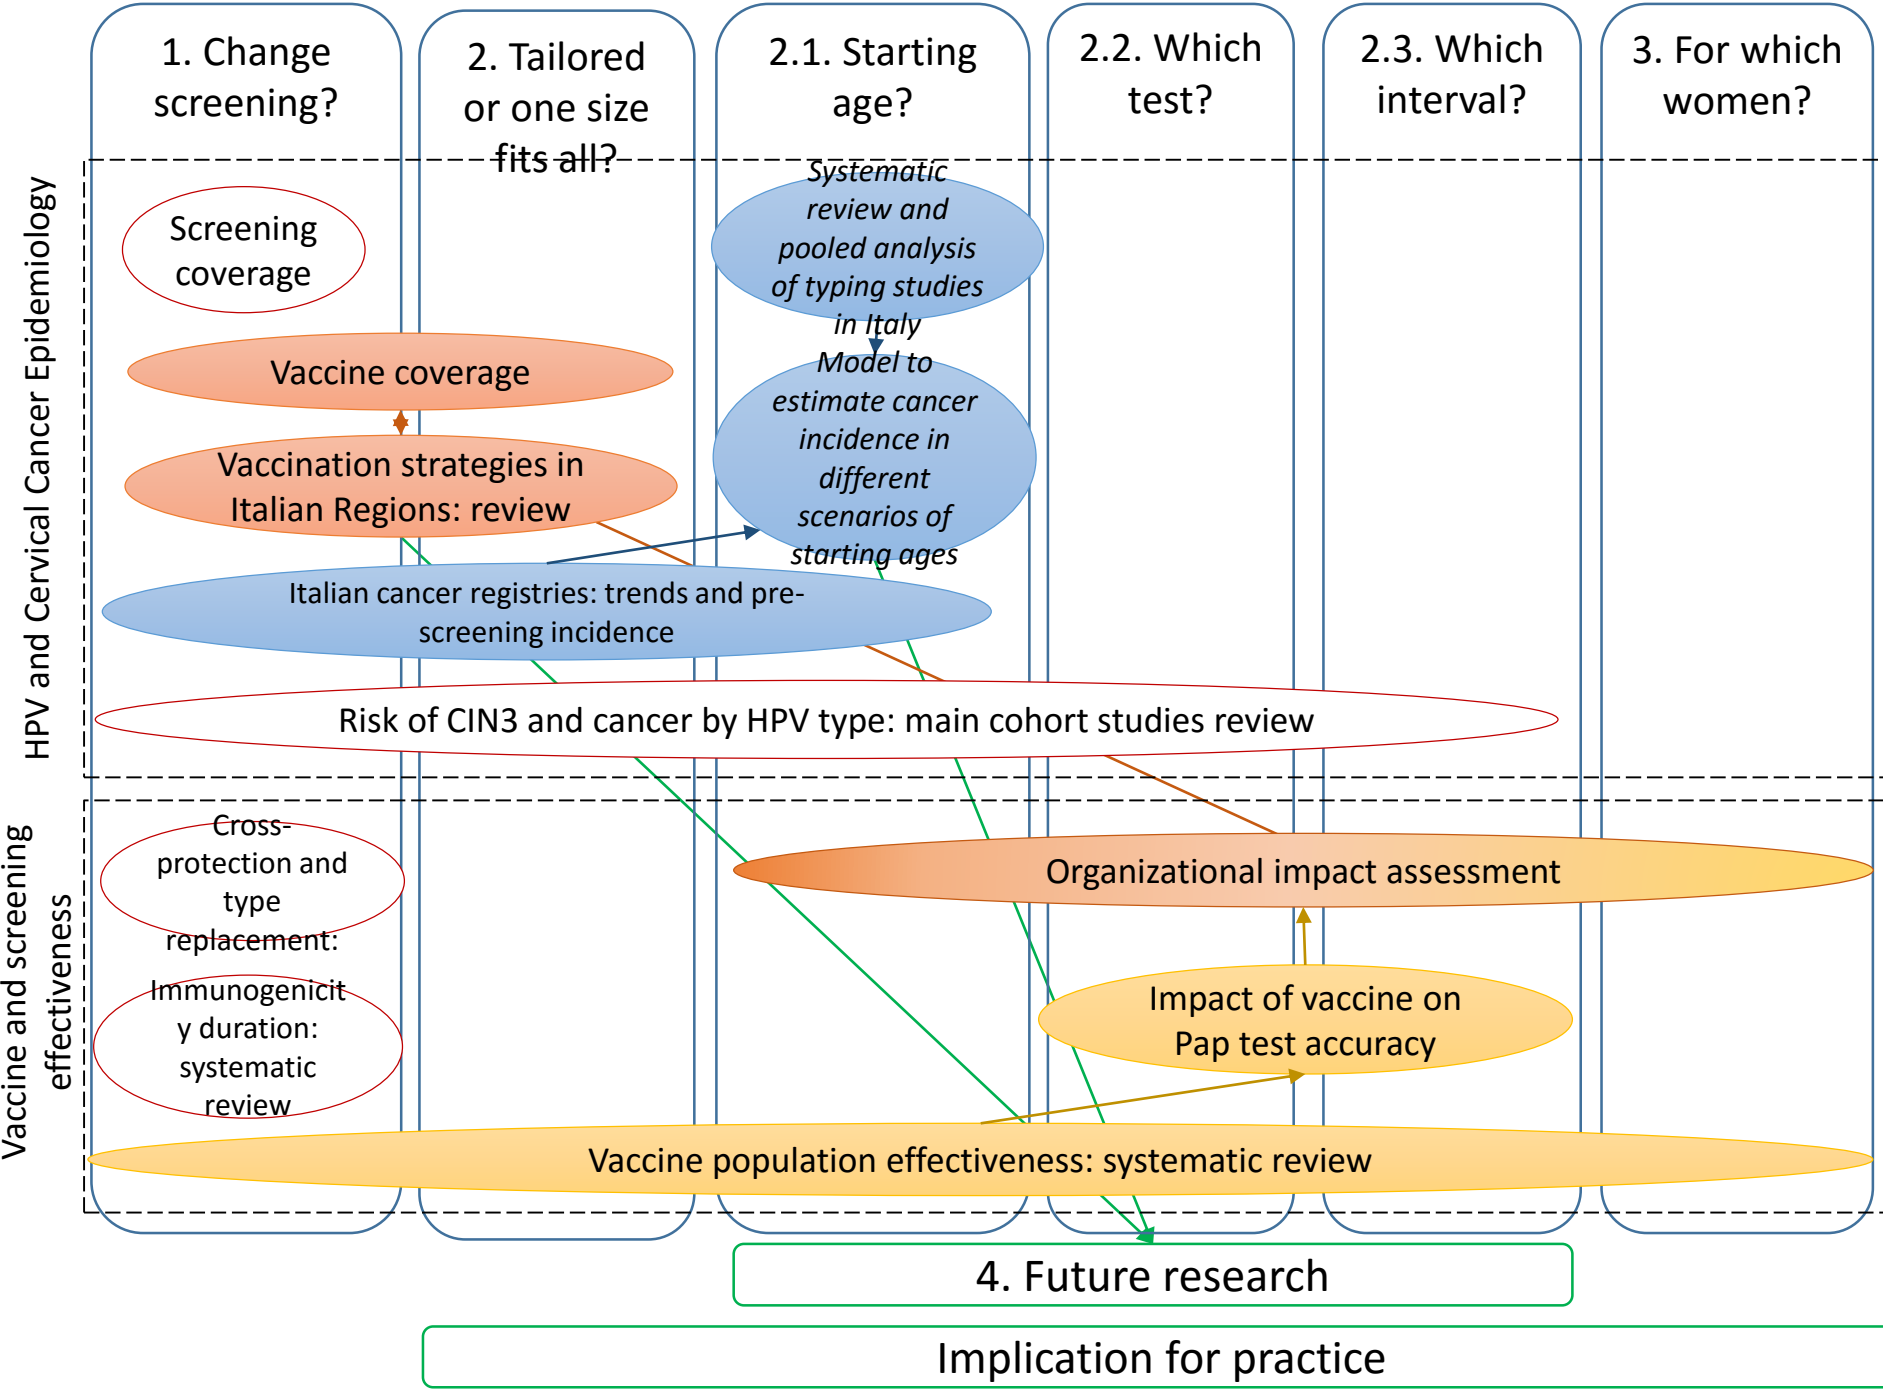 1. Change
screening?
2. Tailored
or one size
fits all?
2.1. Starting
age?
2.2. Which
test?
2.3. Which
interval?
3. For which
women?
HPV and Cervical Cancer Epidemiology
Screening
coverage
Systematic
review and
pooled analysis
of typing studies
in Italy
Vaccine coverage
Model to
estimate cancer
incidence in
different
scenarios of
starting ages
Vaccination strategies in
Italian Regions: review
Italian cancer registries: trends and pre-
screening incidence
Risk of CIN3 and cancer by HPV type: main cohort studies review
Vaccine and screening
effectiveness
Cross-
protection and
type
replacement:
Organizational impact assessment
Immunogenicit
y duration:
systematic
review
Impact of vaccine on
Pap test accuracy
Vaccine population effectiveness: systematic review
4. Future research
Implication for practice